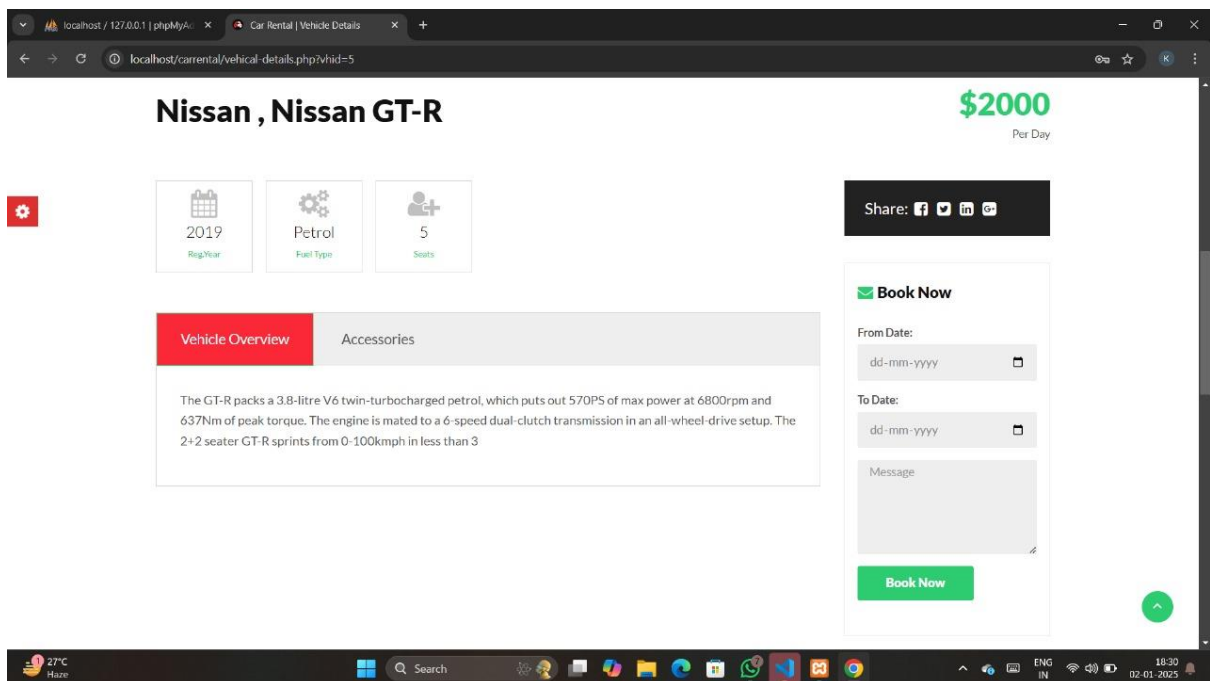 localhost / 127.0.0.1 | phpMyAd
Car Rental | Vehicle Details
localhost/carrental/vehical-details.php?vhid=5
K
Nissan , Nissan GT-R
$2000
Per Day
2019
Reg.Year
Petrol
Fuel Type
5
Seats
Share:
Book Now
From Date:
dd-mm-yyyy
To Date:
dd-mm-yyyy
Message
Book Now
Vehicle Overview
Accessories
The GT-R packs a 3.8-litre V6 twin-turbocharged petrol, which puts out 570PS of max power at 6800rpm and
637Nm of peak torque. The engine is mated to a 6-speed dual-clutch transmission in an all-wheel-drive setup. The
2+2 seater GT-R sprints from 0-100kmph in less than 3
1
27°C
Haze
Search
ENG
IN
18:30
02-01-2025